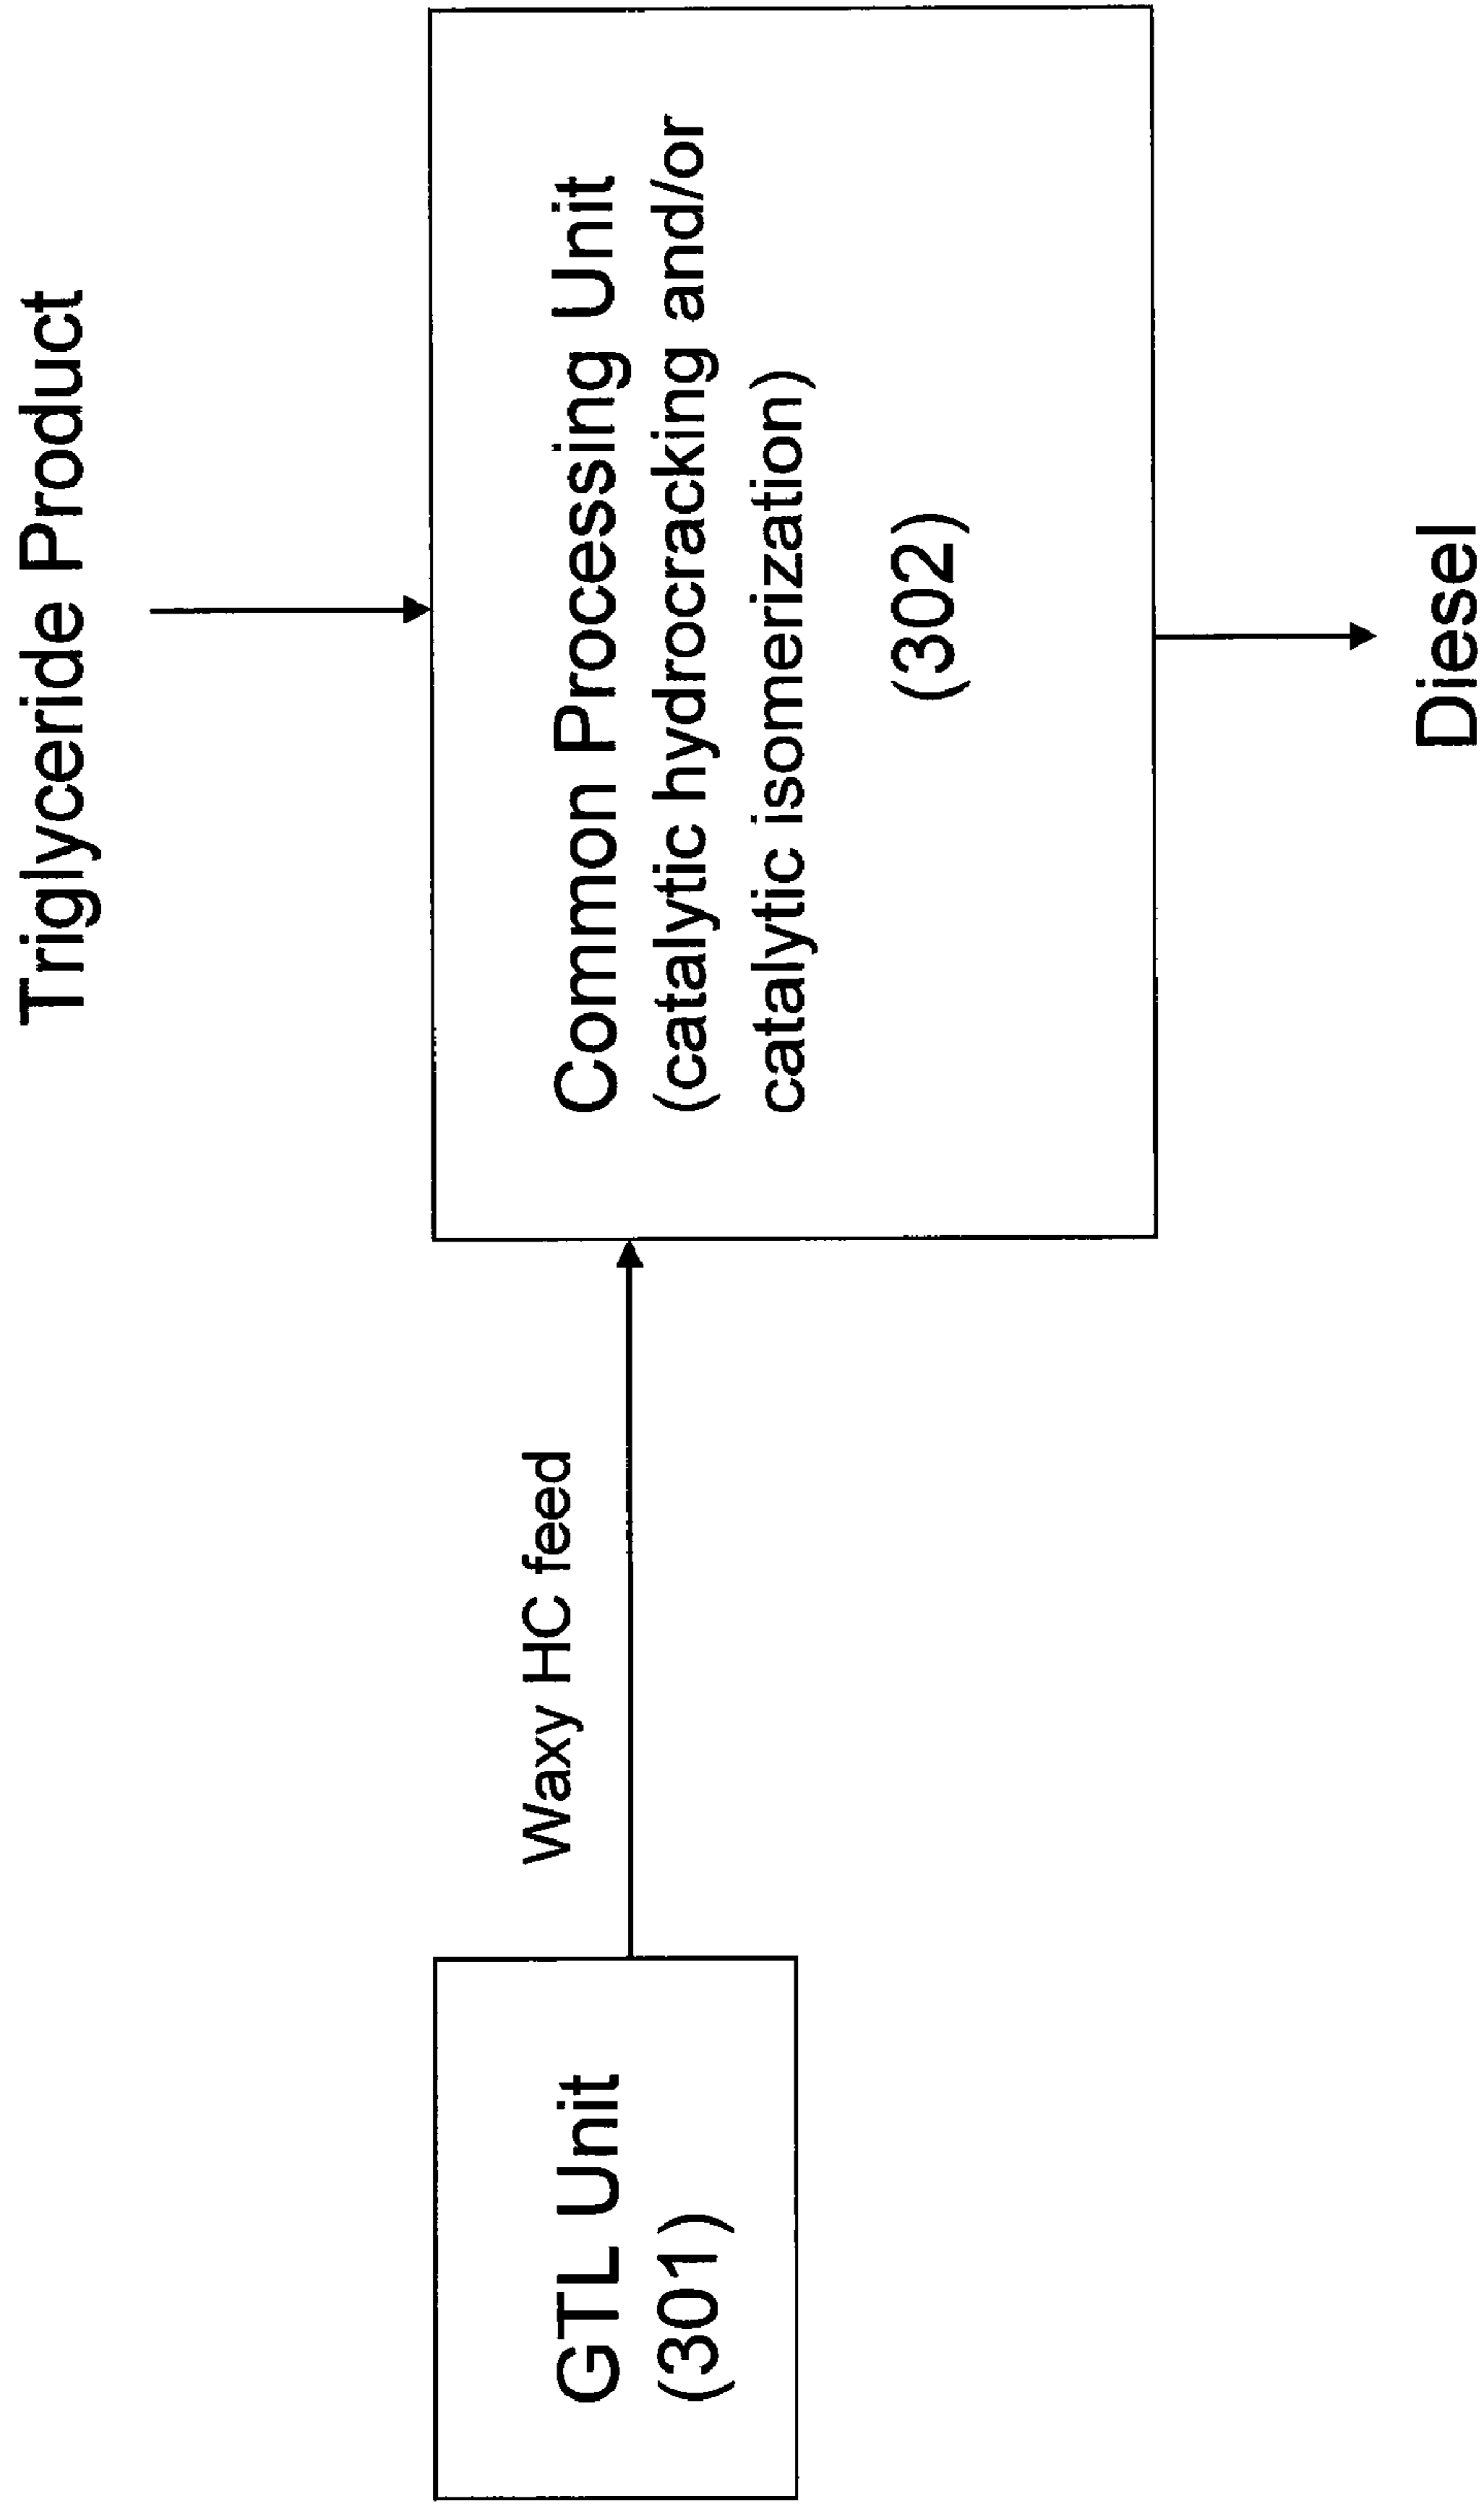 Triglyceride Product
Common Processing Unit
(catalytic hydrocracking and/or
catalytic isomerization)
(302)
Waxy HC feed
GTL Unit
(301)
Diesel